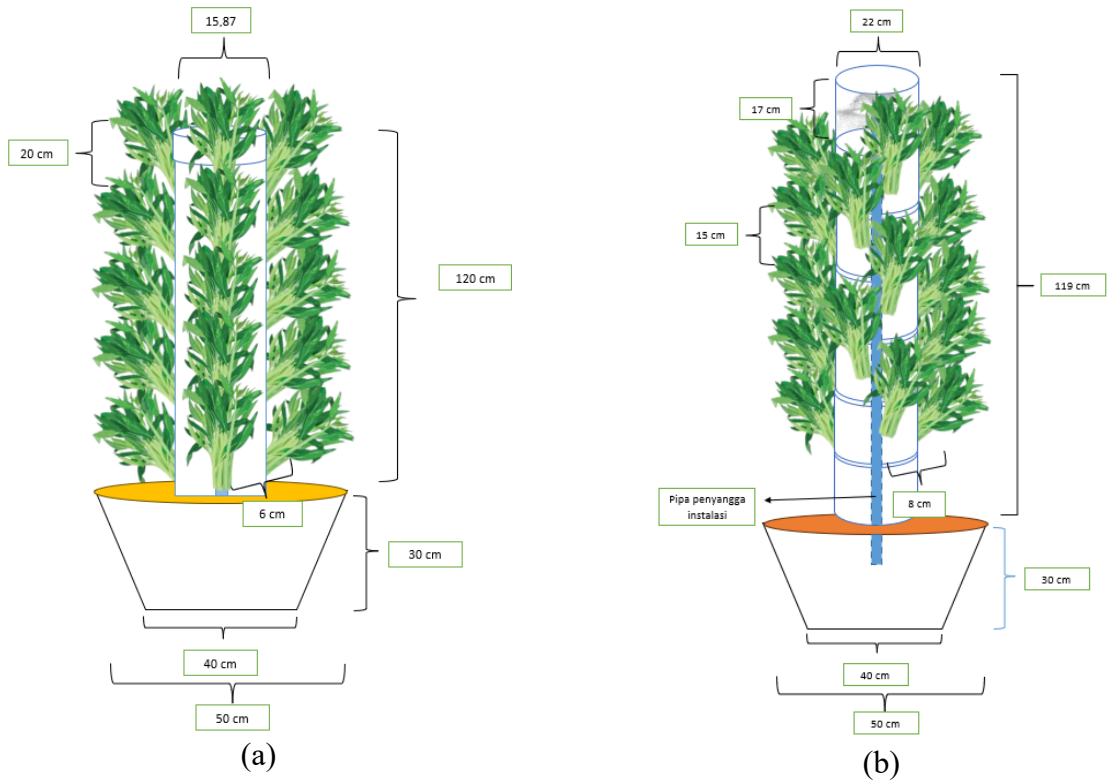 15,87
20 cm
120 cm
6 cm
30 cm
40 cm
50 cm
(a)
22 cm
17 cm
15 cm
119 cm
Pipa penyangga
instalasi
8 cm
30 cm
40 cm
50 cm
(b)